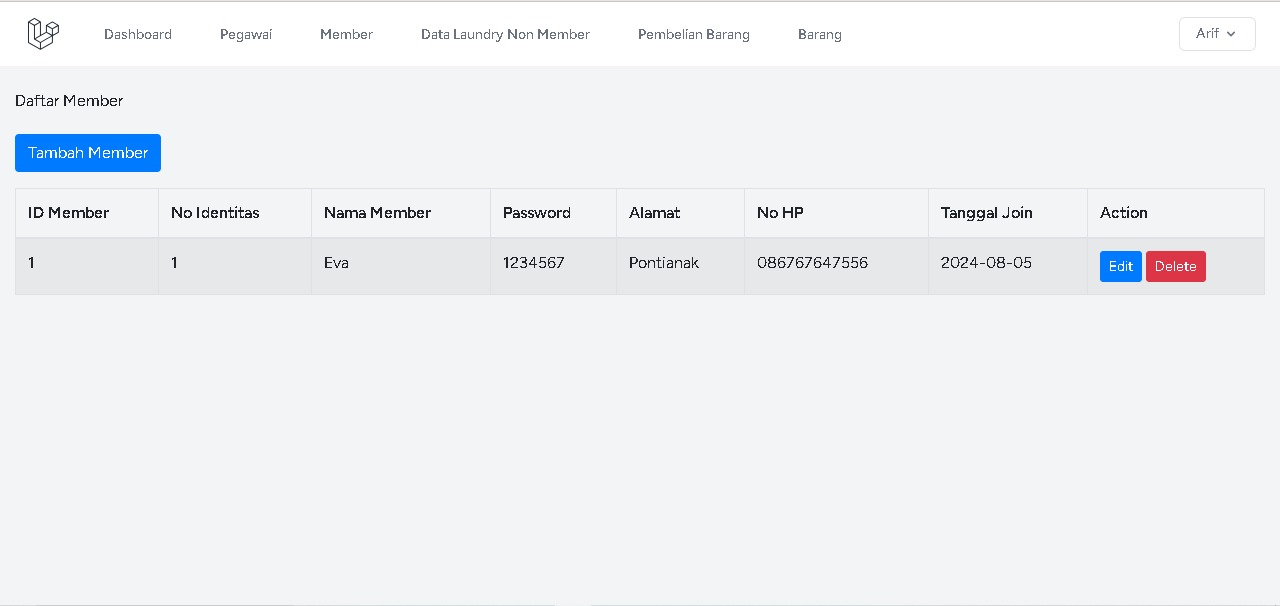 Dashboard Pegawai Member Data Laundry Non Member Pembelian Barang Barang Arif
Daftar Member
Tambah Member
ID Member No Identitas Nama Member Password Alamat No HP Tanggal Join Action
1 1 Eva 1234567 Pontianak 086767647556 2024-08-05 Edit Delete